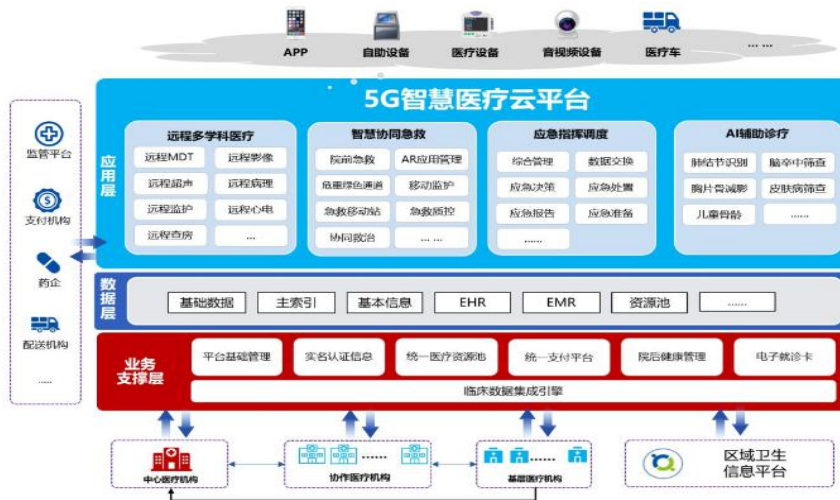 APP
自助设备
医疗设备
音视频设备
医疗车
... ...
5G智慧医疗云平台
监管平台
支付机构
药企
配送机构
......
应用层
远程多学科医疗
远程MDT
远程影像
远程超声
远程病理
远程监护
远程心电
远程查房
...
智慧协同急救
院前急救
AR应用管理
危重绿色通道
移动监护
急救移动站
急救质控
协同救治
... ...
应急指挥调度
综合管理
数据交换
应急决策
应急处置
应急报告
应急准备
......
AI辅助诊疗
肺结节识别
脑卒中筛查
胸片骨减影
皮肤病筛查
儿童骨龄
......
数据层
基础数据
主索引
基本信息
EHR
EMR
资源池
......
业务
支撑层
平台基础管理
实名认证信息
统一医疗资源池
统一支付平台
院后健康管理
电子就诊卡
临床数据集成引擎
中心医疗机构
......
协作医疗机构
......
基层医疗机构
区域卫生
信息平台